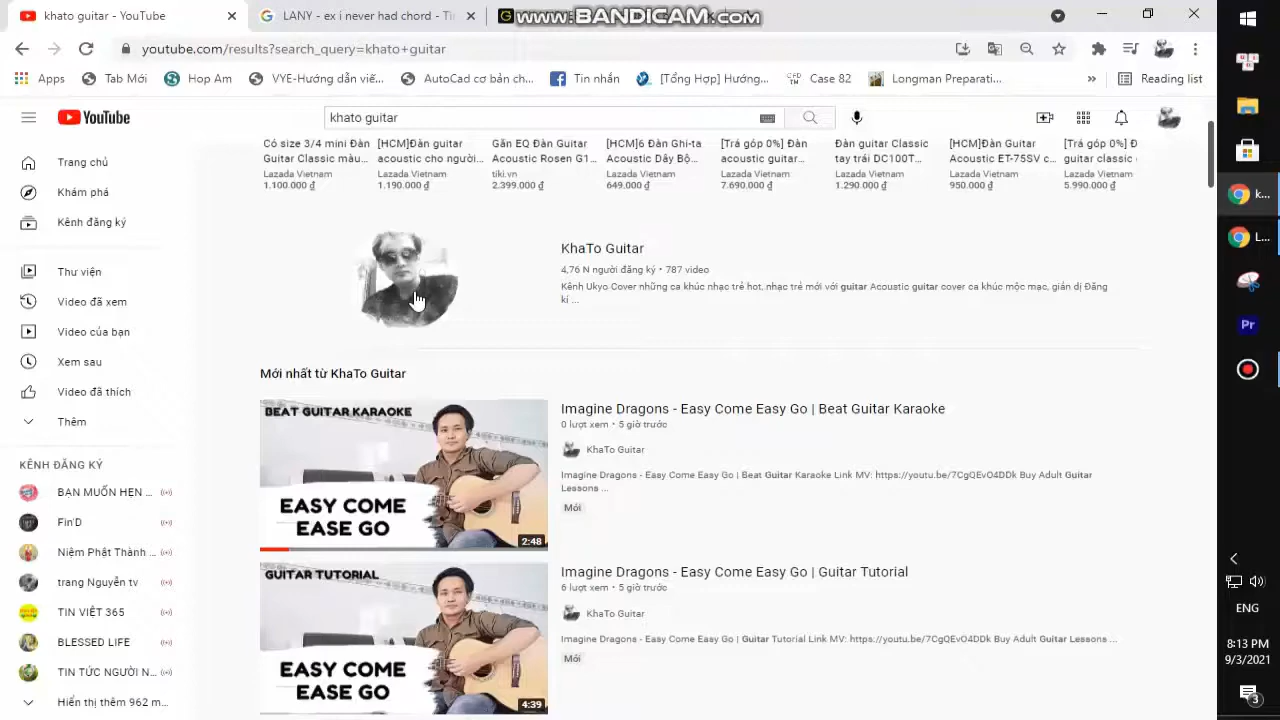 khato guitar - YouTube
LANY - ex i never had chord - Ti
www.BANDICAM.com
youtube.com/results?search_query=khato+guitar
Apps
Tab Mới
Hop Am
VYE-Hướng dẫn viế...
AutoCad cơ bản ch...
Tin nhắn
[Tổng Hợp] Hướng...
Case 82
Longman Preparati...
»
Reading list
YouTube
khato guitar
Có size 3/4 mini Đàn
Guitar Classic màu...
Lazada Vietnam
1.100.000 ₫
[HCM]Đàn guitar
acoustic cho người...
Lazada Vietnam
1.190.000 ₫
Gắn EQ Đàn Guitar
Acoustic Rosen G1...
tiki.vn
2.399.000 ₫
[HCM]6 Dây Ghi-ta
Acoustic Dây Bộ...
Lazada Vietnam
649.000 ₫
[Trả góp 0%] Đàn
acoustic guitar...
Lazada Vietnam
7.690.000 ₫
Đàn guitar Classic
tay trái DC100T...
Lazada Vietnam
1.290.000 ₫
[HCM]Đàn Guitar
Acoustic ET-75SV c...
Lazada Vietnam
950.000 ₫
[Trả góp 0%] Đ
guitar classic
Lazada Vietnam
5.990.000 ₫
Trang chủ
Khám phá
Kênh đăng ký
Thư viện
Video đã xem
Video của bạn
Xem sau
Video đã thích
Thêm
KÊNH ĐĂNG KÝ
BẠN MUỐN HẸN ...
Fin'D
Niệm Phật Thành ...
trang Nguyễn tv
TIN VIỆT 365
BLESSED LIFE
TIN TỨC NGƯỜI N...
Hiển thị thêm 962 m...
KhaTo Guitar
4,76 N người đăng ký • 787 video
Kênh Ukyo Cover những ca khúc nhạc trẻ hot, nhạc trẻ mới với guitar Acoustic guitar cover ca khúc mộc mạc, giản dị Đăng
kí ...
Mới nhất từ KhaTo Guitar
BEAT GUITAR KARAOKE
EASY COME
EASE GO
2:48
Imagine Dragons - Easy Come Easy Go | Beat Guitar Karaoke
0 lượt xem • 5 giờ trước
KhaTo Guitar
Imagine Dragons - Easy Come Easy Go | Beat Guitar Karaoke Link MV: https://youtu.be/7CgQEvO4DDk Buy Adult Guitar
Lessons ...
Mới
GUITAR TUTORIAL
EASY COME
EASE GO
4:39
Imagine Dragons - Easy Come Easy Go | Guitar Tutorial
6 lượt xem • 5 giờ trước
KhaTo Guitar
Imagine Dragons - Easy Come Easy Go | Guitar Tutorial Link MV: https://youtu.be/7CgQEvO4DDk Buy Adult Guitar Lessons ...
Mới
k...
L...
Pr
ENG
8:13 PM
9/3/2021
3